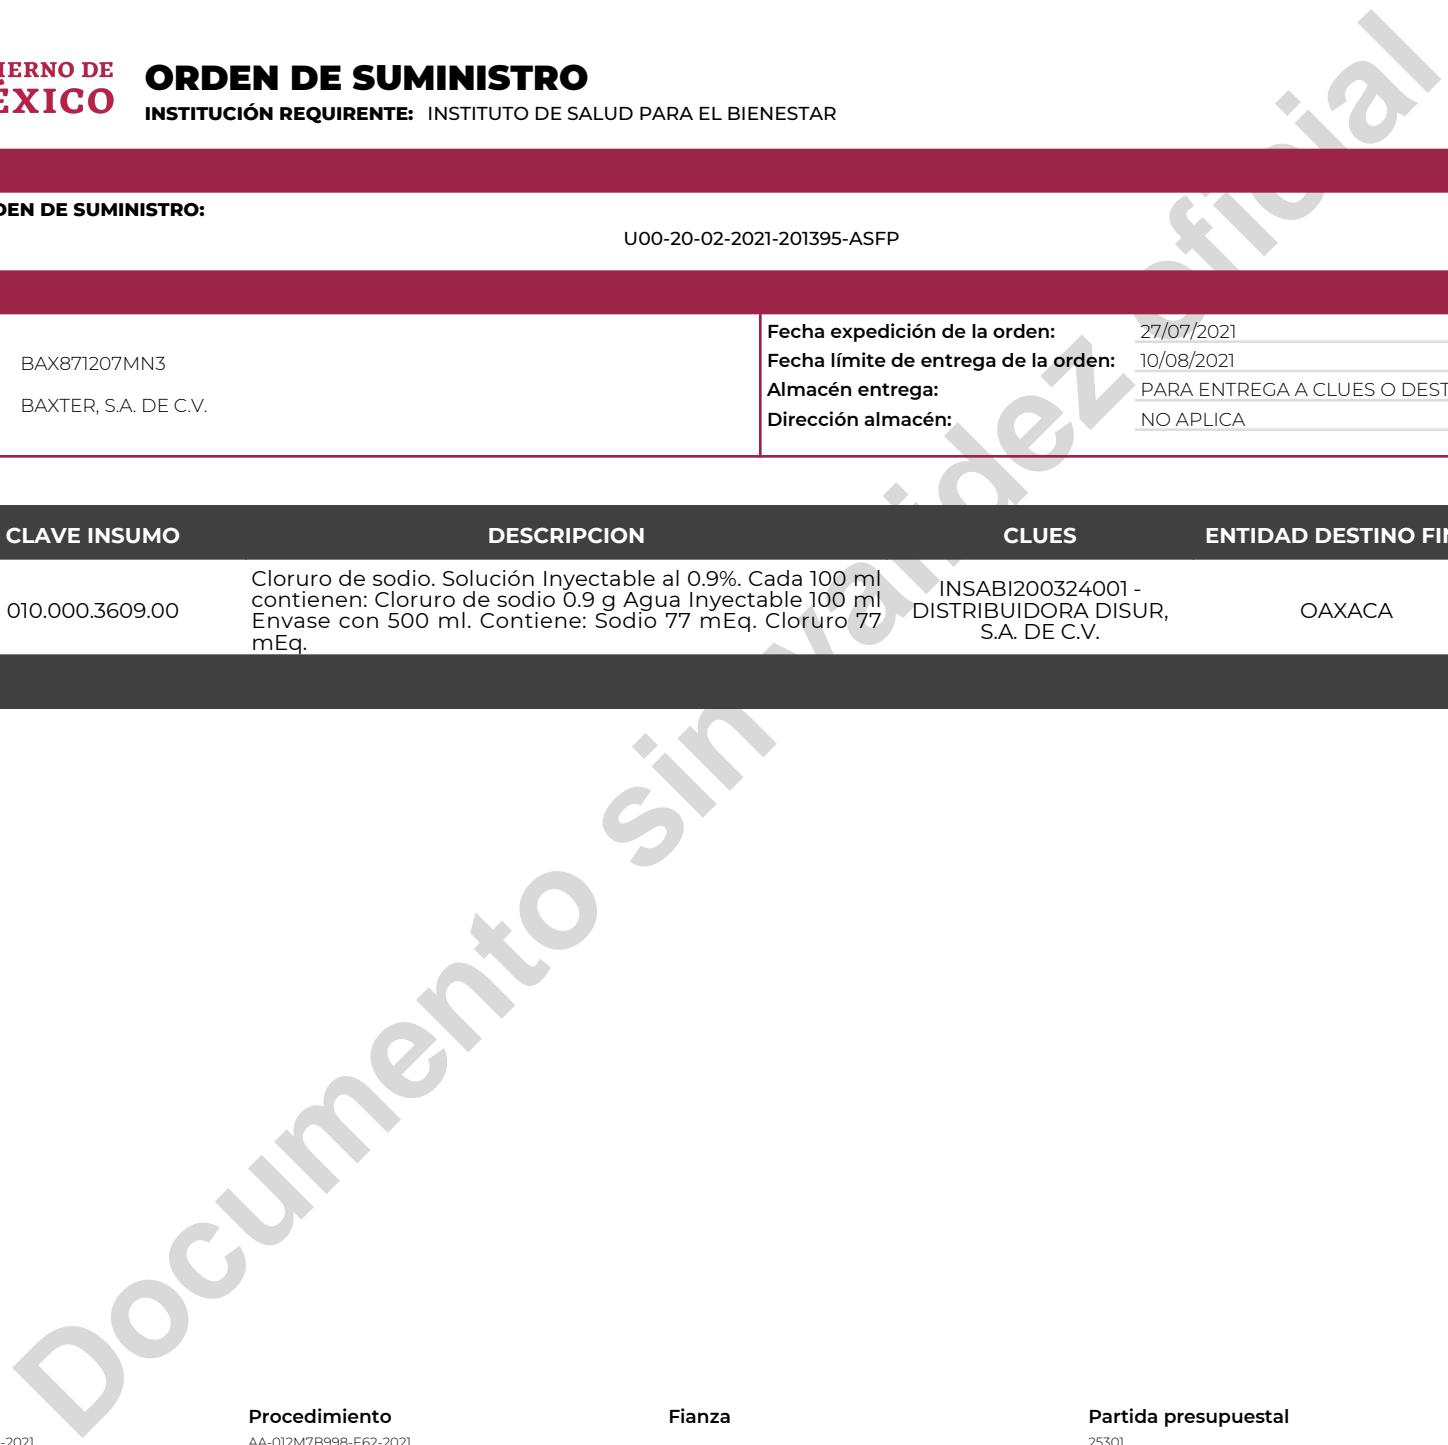 IERNO DE
ÉXICO
ORDEN DE SUMINISTRO
INSTITUCIÓN REQUIRENTE: INSTITUTO DE SALUD PARA EL BIENESTAR
DEN DE SUMINISTRO:
U00-20-02-2021-201395-ASFP
BAX871207MN3
BAXTER, S.A. DE C.V.
Fecha expedición de la orden: 27/07/2021
Fecha límite de entrega de la orden: 10/08/2021
Almacén entrega: PARA ENTREGA A CLUES O DEST
Dirección almacén: NO APLICA
CLAVE INSUMO DESCRIPCION CLUES ENTIDAD DESTINO FIN
010.000.3609.00
Cloruro de sodio. Solución Inyectable al 0.9%. Cada 100 ml
contienen: Cloruro de sodio 0.9 g Agua Inyectable 100 ml
Envase con 500 ml. Contiene: Sodio 77 mEq. Cloruro 77
mEq.
INSABI200324001 -
DISTRIBUIDORA DISUR,
S.A. DE C.V.
OAXACA
Documento sin validez oficial
Procedimiento Fianza Partida presupuestal
-2021 AA-012M7B998-E62-2021 25301